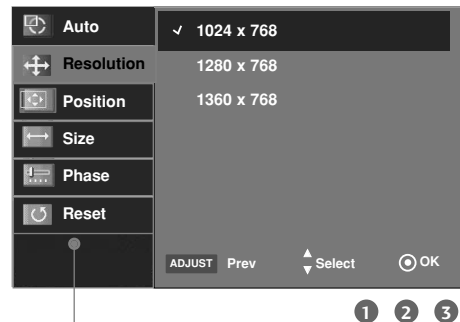 Auto
Resolution
Position
Size
Phase
Reset
1024 x 768
1280 x 768
1360 x 768
ADJUST Prev Select OK
1 2 3